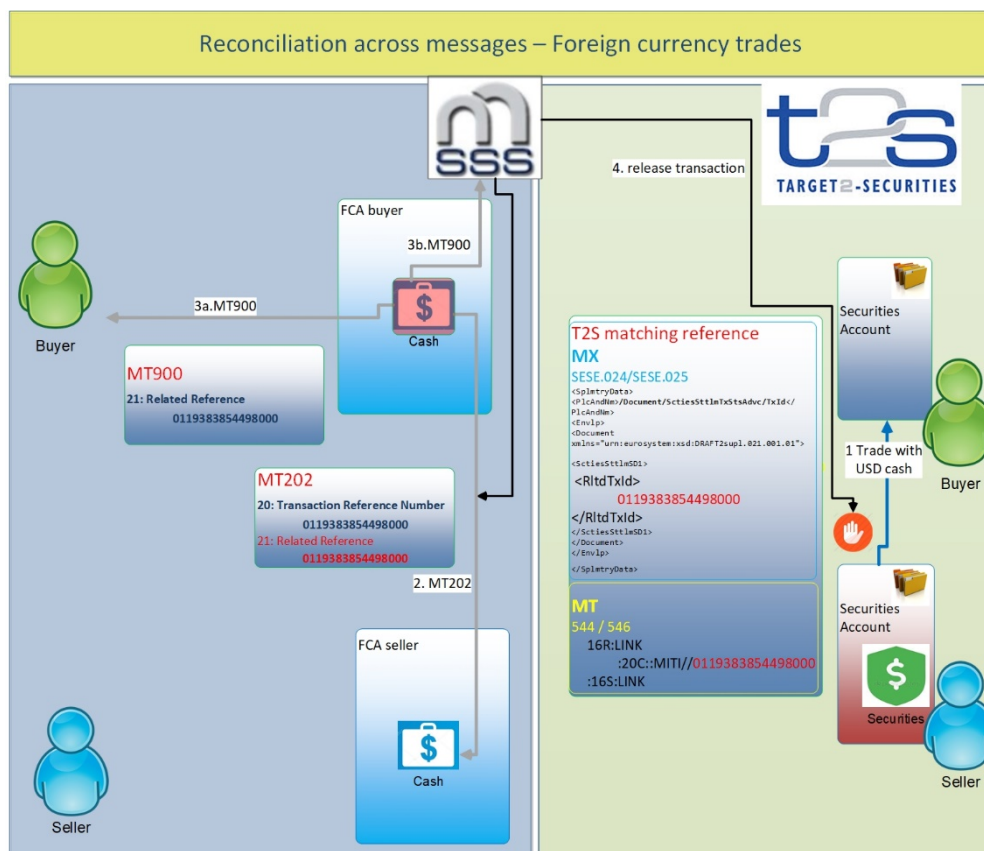 Reconciliation across messages – Foreign currency trades
m
sss
t2s
TARGET2-SECURITIES
4. release transaction
FCA buyer
3b.MT900
$
Cash
3a.MT900
Buyer
MT900
21: Related Reference
0119383854498000
MT202
20: Transaction Reference Number
0119383854498000
21: Related Reference
0119383854498000
2. MT202
FCA seller
$
Cash
Seller
T2S matching reference
MX
SESE.024/SESE.025
<SplmtryData>
<PlcAndNm>/Document/SctiesSttlmTxStsAdvc/TxId</
PlcAndNm>
<Envlp>
<Document
xmlns="urn:eurosystem:xsd:DRAFT2supl.021.001.01">
<SctiesSttlmSD1>
<RltdTxId>
0119383854498000
</RltdTxId>
</SctiesSttlmSD1>
</Document>
</Envlp>
</SplmtryData>
MT
544 / 546
16R:LINK
:20C::MITI//0119383854498000
:16S:LINK
Securities
Account
1 Trade with
USD cash
Buyer
Securities
Account
$
Securities
Seller